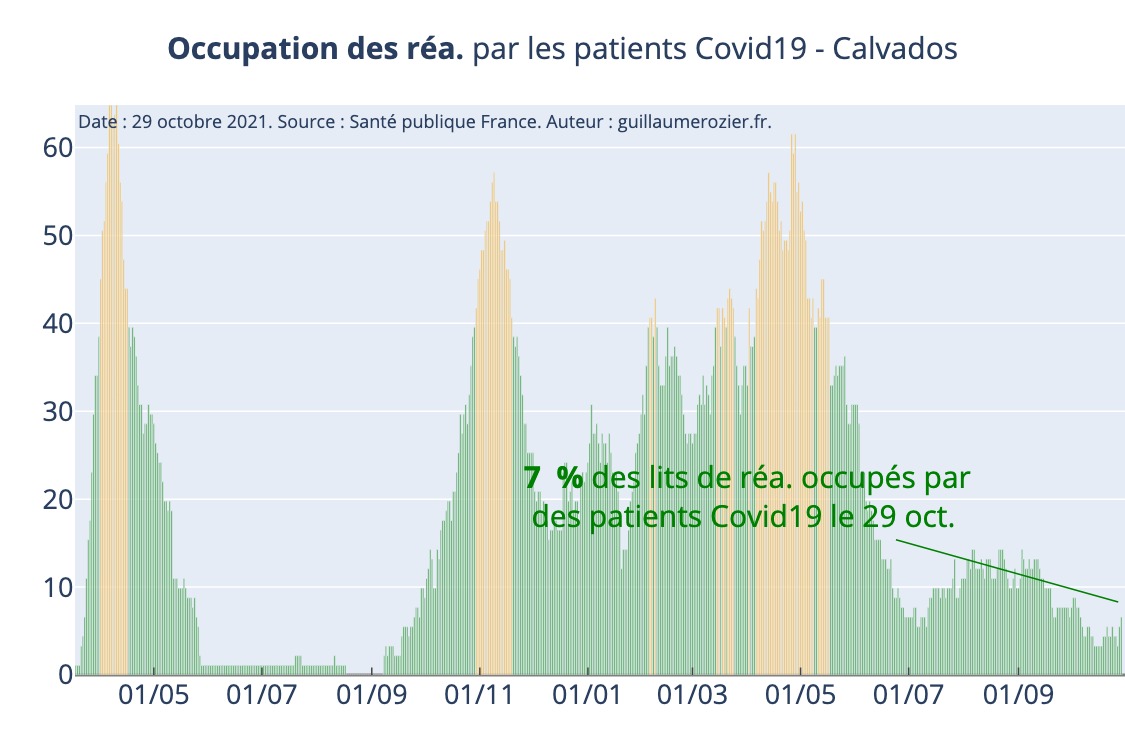 Occupation des réa. par les patients Covid19 - Calvados
Date : 29 octobre 2021. Source : Santé publique France. Auteur : guillaumerozier.fr.
60
50
40
30
20
10
0
7 % des lits de réa. occupés par
des patients Covid19 le 29 oct.
01/05 01/07 01/09 01/11 01/01 01/03 01/05 01/07 01/09